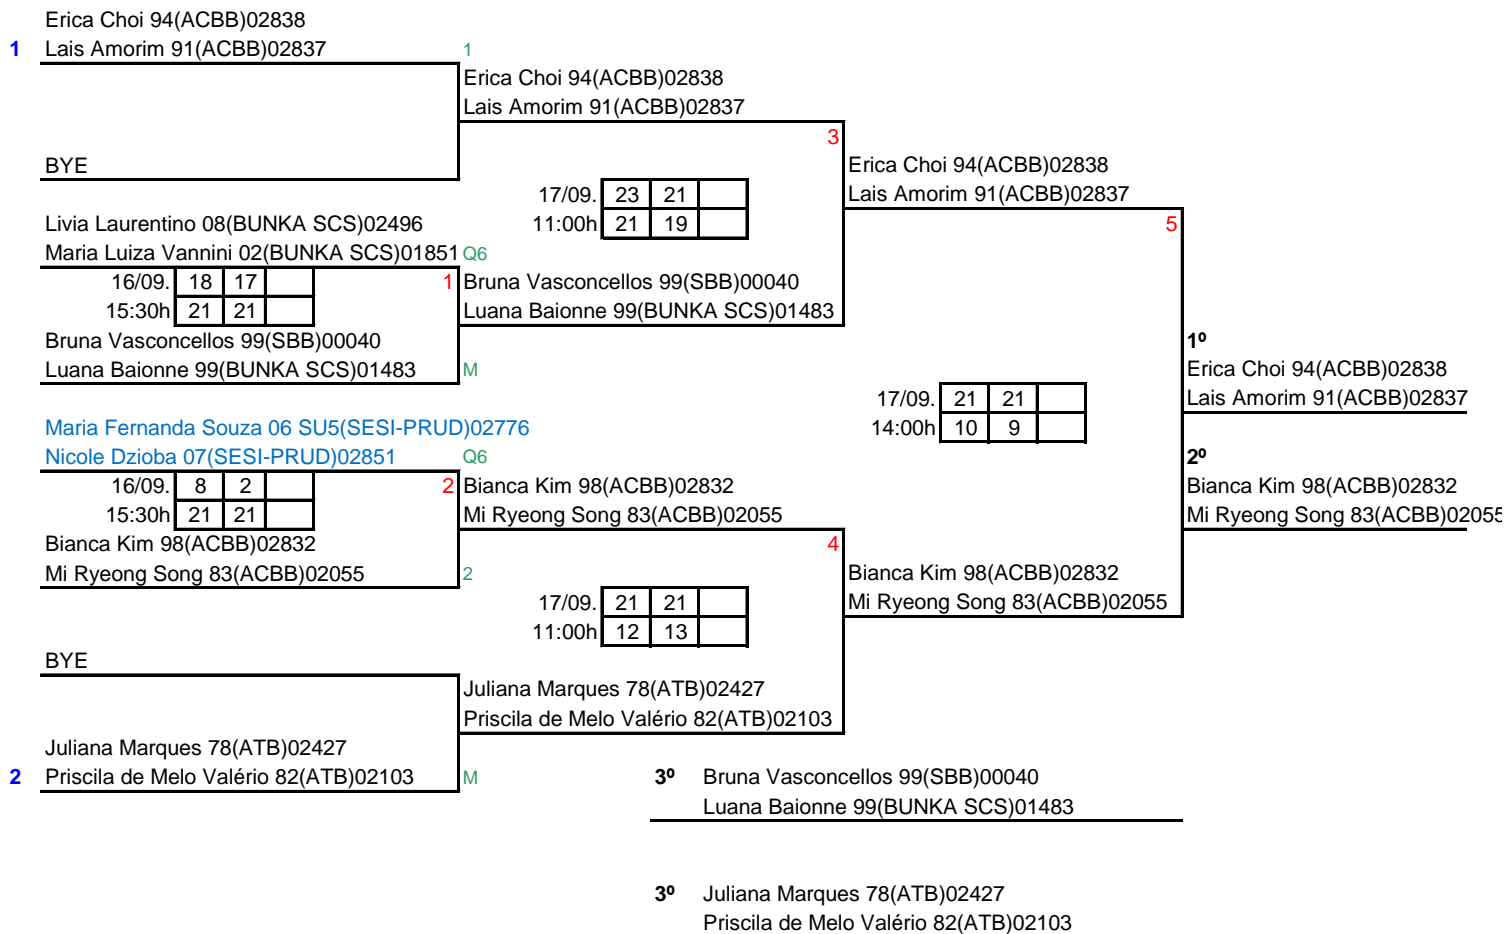 Erica Choi 94(ACBB)02838
1 Lais Amorim 91(ACBB)02837 1
Erica Choi 94(ACBB)02838
Lais Amorim 91(ACBB)02837
3
BYE
Erica Choi 94(ACBB)02838
17/09. 23 21
Lais Amorim 91(ACBB)02837
Livia Laurentino 08(BUNKA SCS)02496
11:00h 21 19
5
Maria Luiza Vannini 02(BUNKA SCS)01851 Q6
16/09. 18 17 1
Bruna Vasconcellos 99(SBB)00040
15:30h 21 21
Luana Baionne 99(BUNKA SCS)01483
Bruna Vasconcellos 99(SBB)00040
1º
Luana Baionne 99(BUNKA SCS)01483 M
Erica Choi 94(ACBB)02838
17/09. 21 21
Lais Amorim 91(ACBB)02837
Maria Fernanda Souza 06 SU5(SESI-PRUD)02776
14:00h 10 9
Nicole Dzioba 07(SESI-PRUD)02851 Q6
2º
16/09. 8 2 2
Bianca Kim 98(ACBB)02832
Bianca Kim 98(ACBB)02832
15:30h 21 21
Mi Ryeong Song 83(ACBB)02055
Mi Ryeong Song 83(ACBB)02055
Bianca Kim 98(ACBB)02832
4
Mi Ryeong Song 83(ACBB)02055 2
Bianca Kim 98(ACBB)02832
17/09. 21 21
Mi Ryeong Song 83(ACBB)02055
11:00h 12 13
BYE
Juliana Marques 78(ATB)02427
Priscila de Melo Valério 82(ATB)02103
Juliana Marques 78(ATB)02427
2 Priscila de Melo Valério 82(ATB)02103 M
3º Bruna Vasconcellos 99(SBB)00040
Luana Baionne 99(BUNKA SCS)01483
3º Juliana Marques 78(ATB)02427
Priscila de Melo Valério 82(ATB)02103